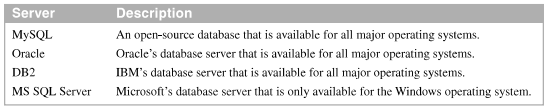 Server Description
MySQL An open-source database that is available for all major operating systems.
Oracle Oracle's database server that is available for all major operating systems.
DB2 IBM's database server that is available for all major operating systems.
MS SQL Server Microsoft's database server that is only available for the Windows operating system.